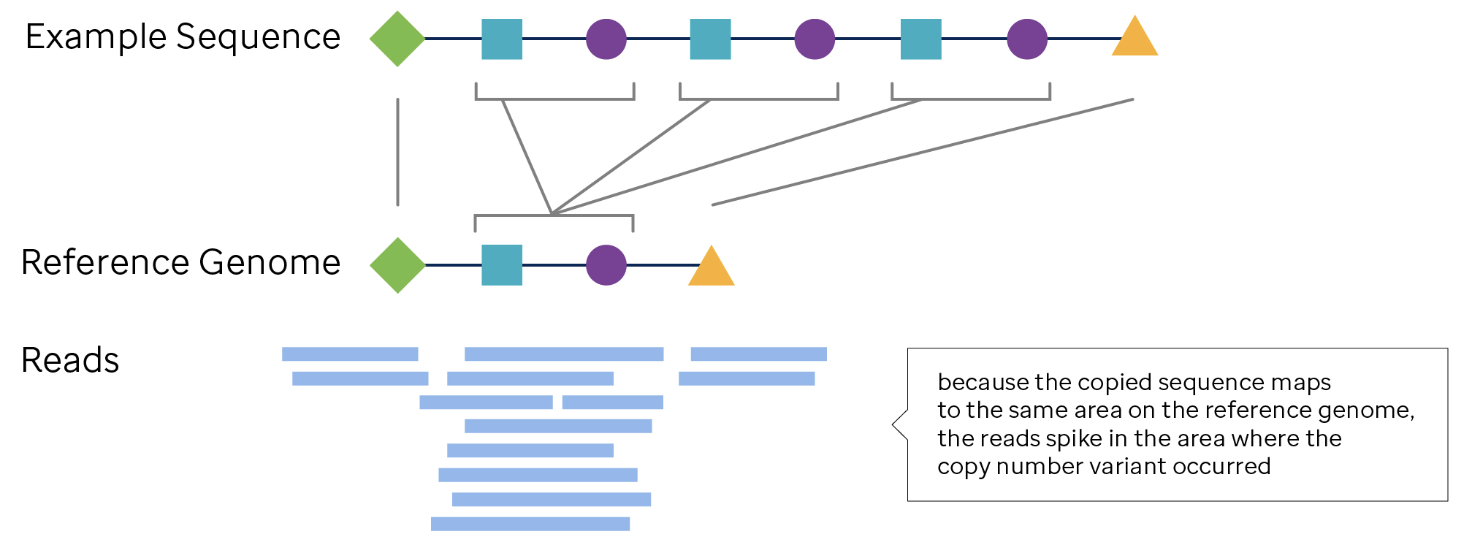 Example Sequence
Reference Genome
Reads
because the copied sequence maps
to the same area on the reference genome,
the reads spike in the area where the
copy number variant occurred